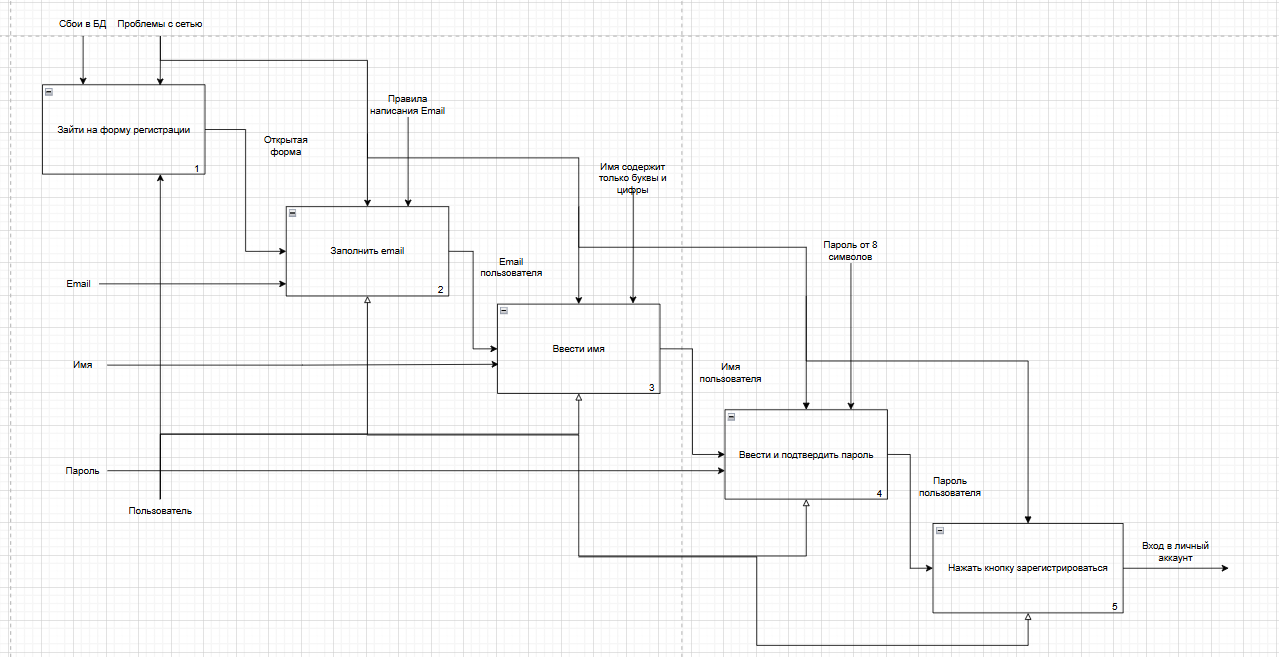 Сбои в БД
Проблемы с сетью
Зайти на форму регистрации
1
Открытая
форма
Правила
написания Email
Заполнить email
2
Email
Email
пользователя
Имя содержит
только буквы и
цифры
Ввести имя
3
Имя
Имя
пользователя
Пароль от 8
символов
Ввести и подтвердить пароль
4
Пароль
Пароль
пользователя
Пользователь
Нажать кнопку зарегистрироваться
5
Вход в личный
аккаунт